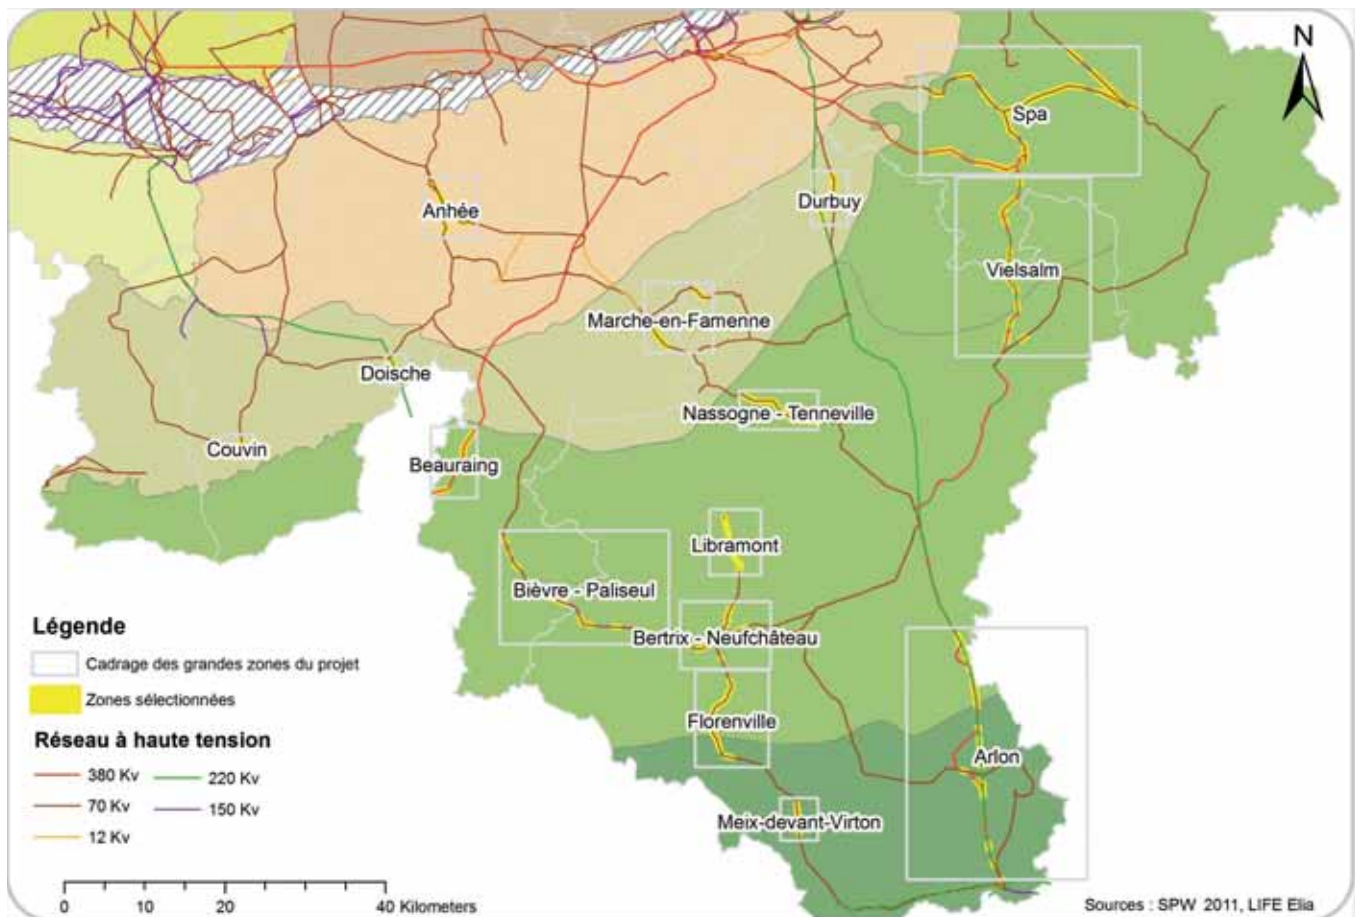 N
Spa
Anhée
Durbuy
Vielsalm
Marche-en-Famenne
Doische
Nassogne - Tenneville
Couvin
Beauraing
Libramont
Bièvre - Paliseul
Bertrix - Neufchâteau
Florenville
Arlon
Meix-devant-Virton
Légende
Cadrage des grandes zones du projet
Zones sélectionnées
Réseau à haute tension
380 Kv 220 Kv
70 Kv 150 Kv
12 Kv
0 10 20 40 Kilometers
Sources : SPW 2011, LIFE Elia